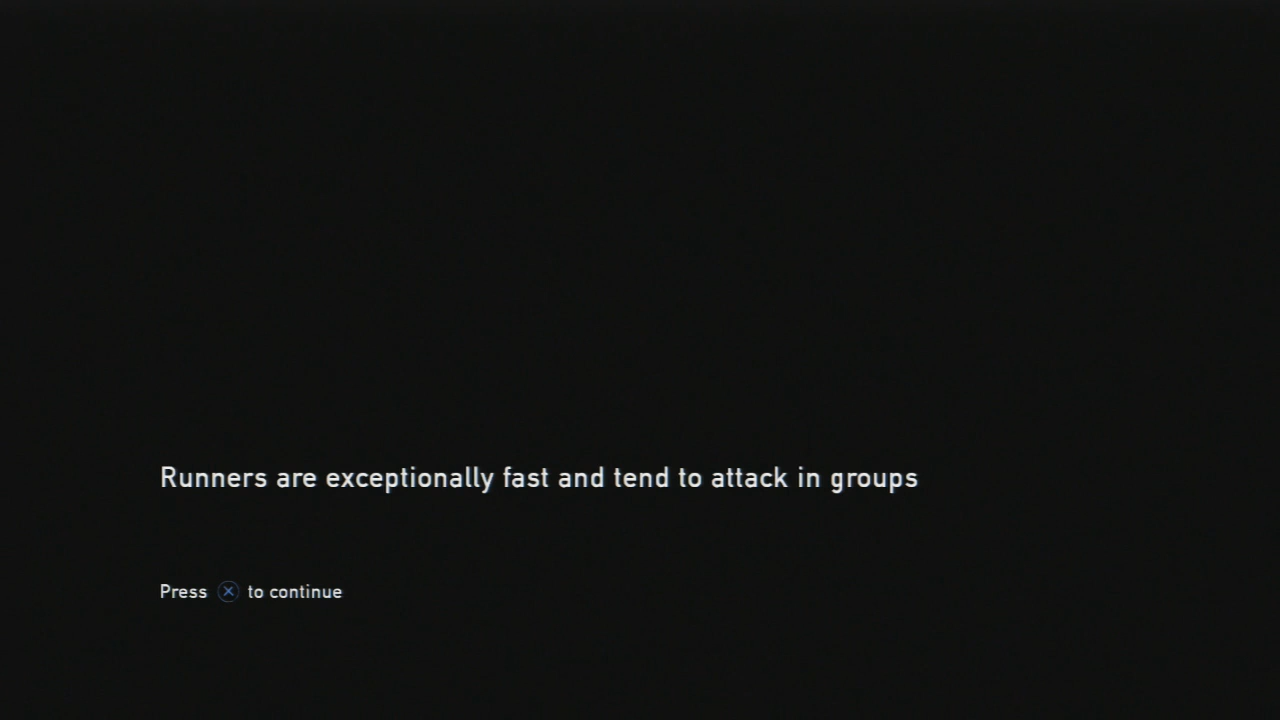 Runners are exceptionally fast and tend to attack in groups
Press ⓧ to continue